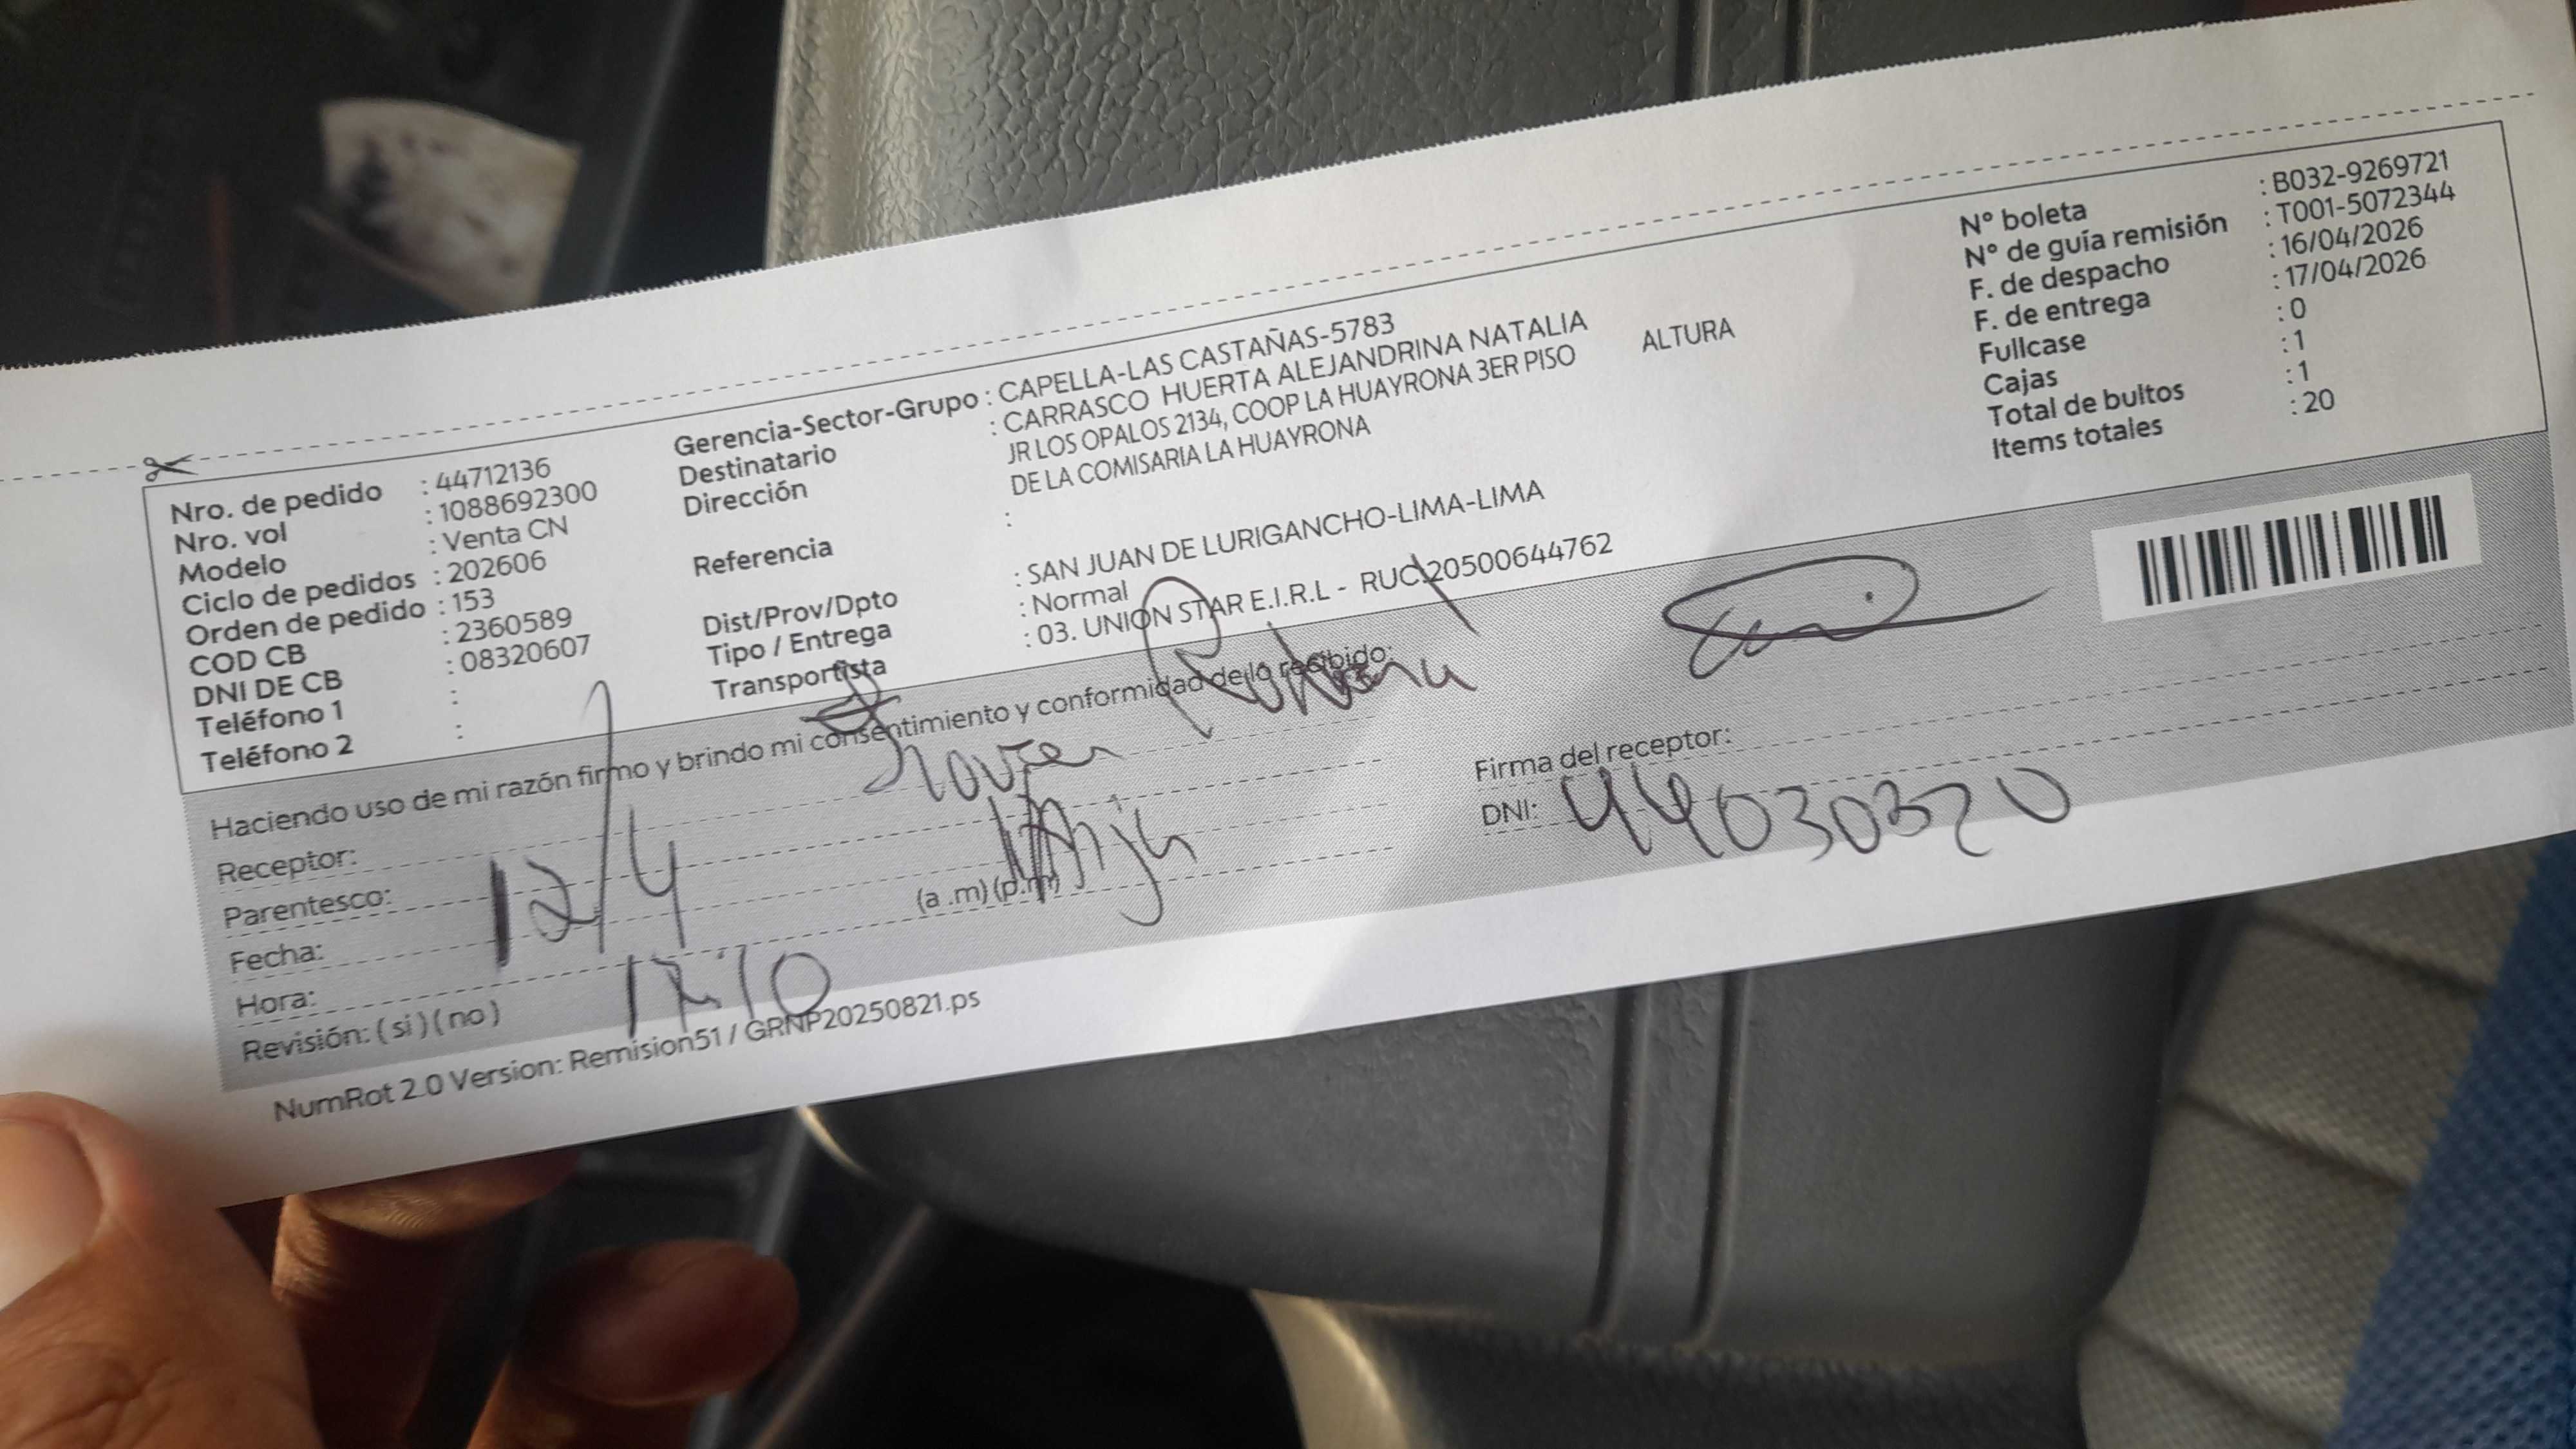 Nro. de pedido : 44712136
Nro. vol : 1088692300
Modelo : Venta CN
Ciclo de pedidos : 202606
Orden de pedido : 153
COD CB : 2360589
DNI DE CB : 08320607
Teléfono 1 :
Teléfono 2 :
Gerencia-Sector-Grupo : CAPELLA-LAS CASTAÑAS-5783
Destinatario : CARRASCO HUERTA ALEJANDRINA NATALIA
Dirección JR LOS OPALOS 2134, COOP LA HUAYRONA 3ER PISO ALTURA
DE LA COMISARIA LA HUAYRONA
Referencia :
Dist/Prov/Dpto : SAN JUAN DE LURIGANCHO-LIMA-LIMA
Tipo / Entrega : Normal
Transportista : 03. UNION STAR E.I.R.L - RUC:20500644762
N° boleta : B032-9269721
N° de guía remisión : T001-5072344
F. de despacho : 16/04/2026
F. de entrega : 17/04/2026
Fullcase : 0
Cajas : 1
Total de bultos : 1
Items totales : 20
Haciendo uso de mi razón firmo y brindo mi consentimiento y conformidad de lo recibido:
Receptor:
Parentesco:
Fecha:
Hora: (a .m) (p.m)
Revisión: ( si ) ( no )
Firma del receptor:
DNI: 44030320
NumRot 2.0 Version: Remision51 / GRNP20250821.ps